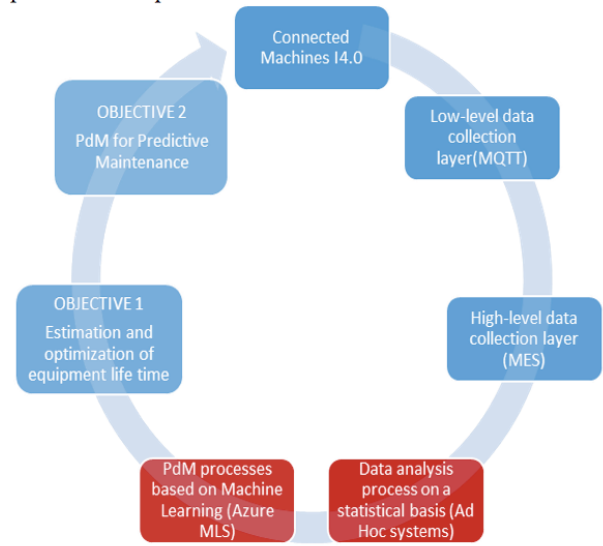 Connected
Machines I4.0
Low-level data
collection
layer(MQTT)
High-level data
collection layer
(MES)
Data analysis
process on a
statistical basis (Ad
Hoc systems)
PdM processes
based on Machine
Learning (Azure
MLS)
OBJECTIVE 1
Estimation and
optimization of
equipment life time
OBJECTIVE 2
PdM for Predictive
Maintenance